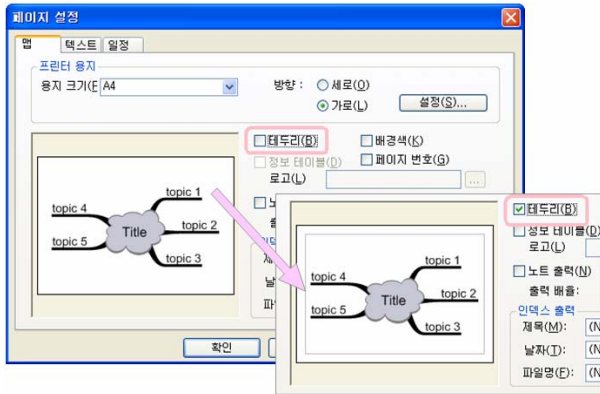 페이지 설정
맵 텍스트 일정
프린터 용지
용지 크기(E A4 방향 : 세로(O)
가로(L) 설정(S)...
테두리(B) 배경색(K)
정보 테이블(D) 페이지 번호(G)
로고(L) ...
topic 1
topic 4
Title topic 2
topic 5
topic 3
확인
테두리(B)
정보 테이블(D)
로고(L)
노트 출력(N)
출력 배율:
인덱스 출력
제목(M): (N
날짜(T): (N
파일명(F): (N
topic 1
topic 4
Title topic 2
topic 5
topic 3